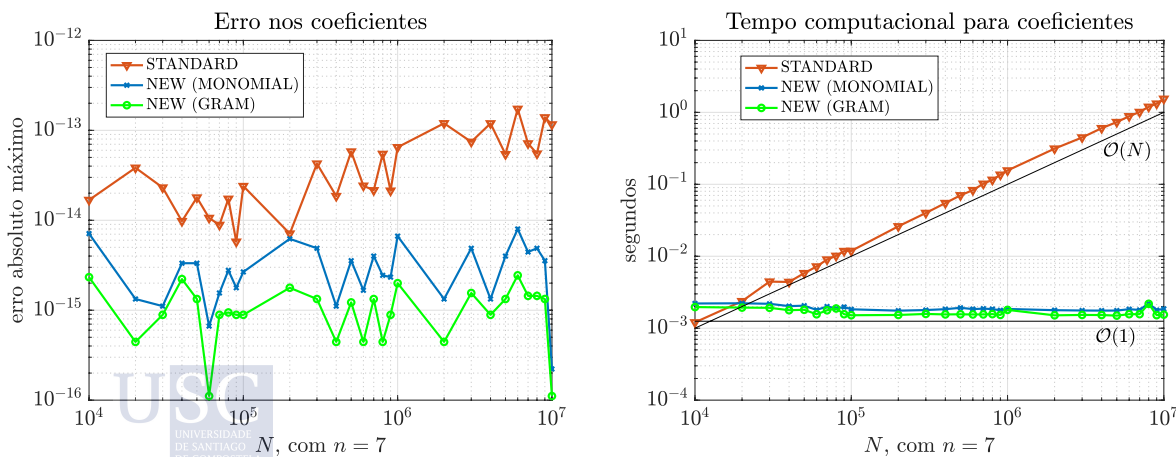 Erro nos coeficientes
10^-12
10^-13
10^-14
10^-15
10^-16
erro absoluto máximo
STANDARD
NEW (MONOMIAL)
NEW (GRAM)
10^4
10^5
10^6
10^7
N, com n = 7
USC
UNIVERSIDADE
DE SANTIAGO
Tempo computacional para coeficientes
10^1
10^0
10^-1
10^-2
10^-3
10^-4
segundos
STANDARD
NEW (MONOMIAL)
NEW (GRAM)
O(N)
O(1)
10^4
10^5
10^6
10^7
N, com n = 7